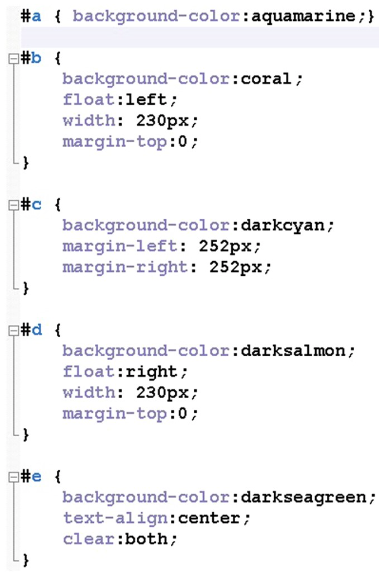 #a { background-color:aquamarine;}
#b {
background-color:coral;
float:left;
width: 230px;
margin-top:0;
}
#c {
background-color:darkcyan;
margin-left: 252px;
margin-right: 252px;
}
#d {
background-color:darksalmon;
float:right;
width: 230px;
margin-top:0;
}
#e {
background-color:darkseagreen;
text-align:center;
clear:both;
}